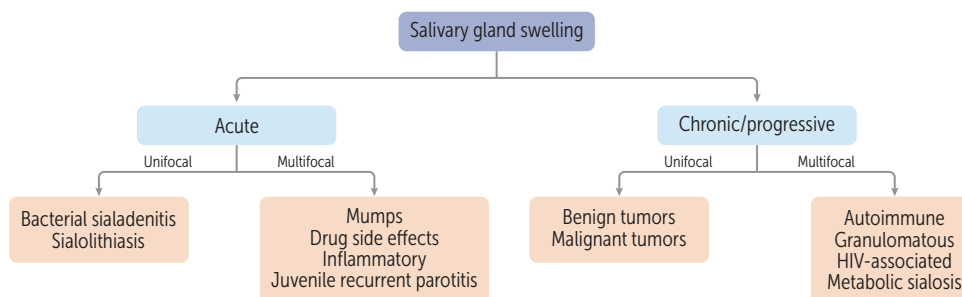 Salivary gland swelling
Acute
Chronic/progressive
Unifocal
Multifocal
Unifocal
Multifocal
Bacterial sialadenitis
Sialolithiasis
Mumps
Drug side effects
Inflammatory
Juvenile recurrent parotitis
Benign tumors
Malignant tumors
Autoimmune
Granulomatous
HIV-associated
Metabolic sialosis